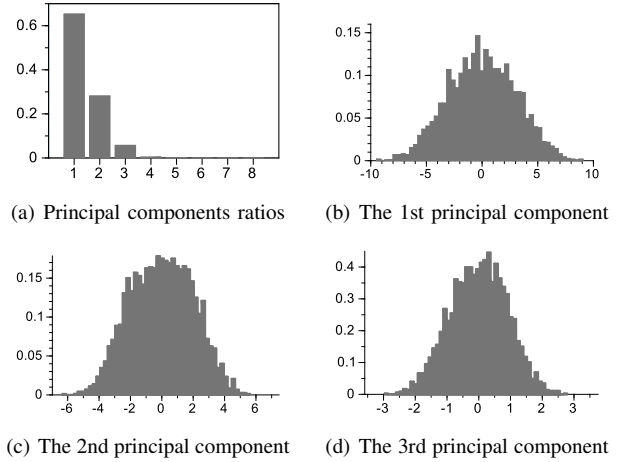 0.6
0.4
0.2
0
1 2 3 4 5 6 7 8
(a) Principal components ratios
0.15
0.1
0.05
0
-10 -5 0 5 10
(b) The 1st principal component
0.15
0.1
0.05
0
-6 -4 -2 0 2 4 6
(c) The 2nd principal component
0.4
0.3
0.2
0.1
0
-3 -2 -1 0 1 2 3
(d) The 3rd principal component